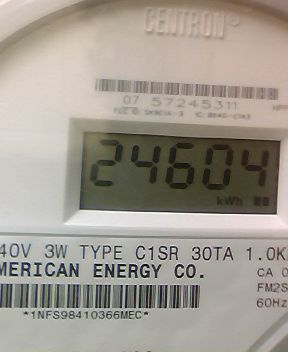 CENTRON®
07 57245311
24604
kWh
40V 3W TYPE C1SR 30TA 1.0K
MERICAN ENERGY CO.
CA 0
FM2S
60Hz
*1NFS98410366MEC*